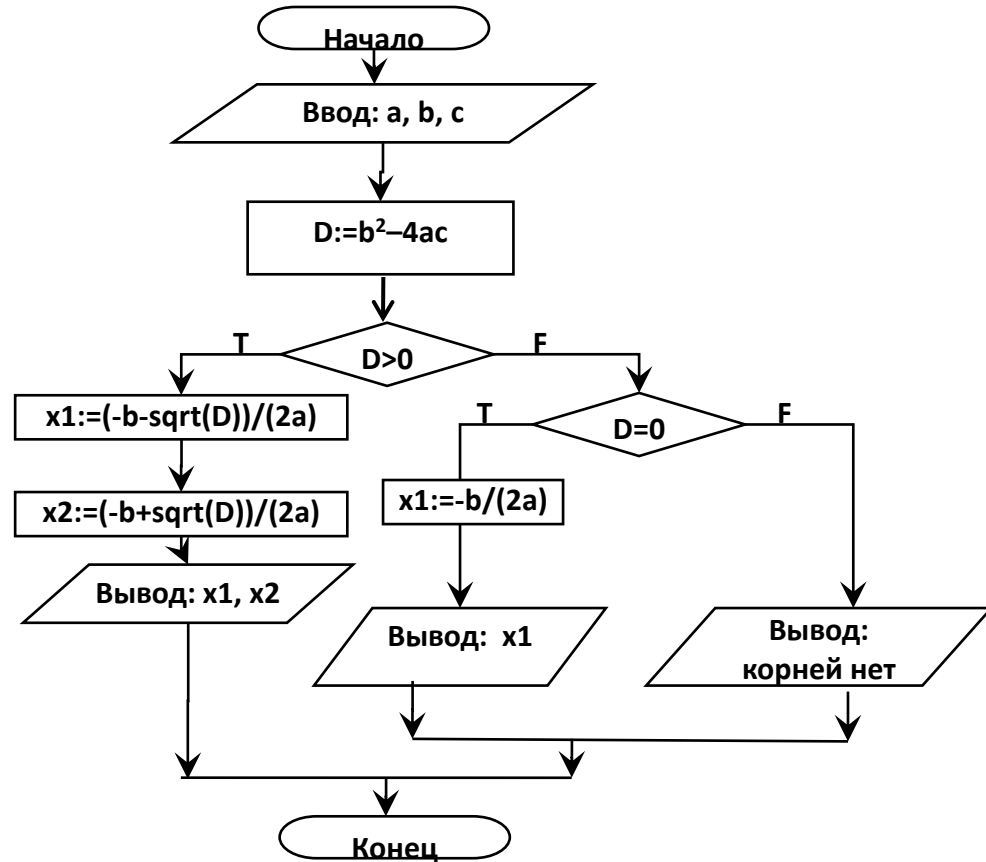 Начало
Ввод: a, b, c
D:=b²–4ac
T
D>0
F
x1:=(-b-sqrt(D))/(2a)
T
D=0
F
x2:=(-b+sqrt(D))/(2a)
x1:=-b/(2a)
Вывод: x1, x2
Вывод: x1
Вывод:
корней нет
Конец